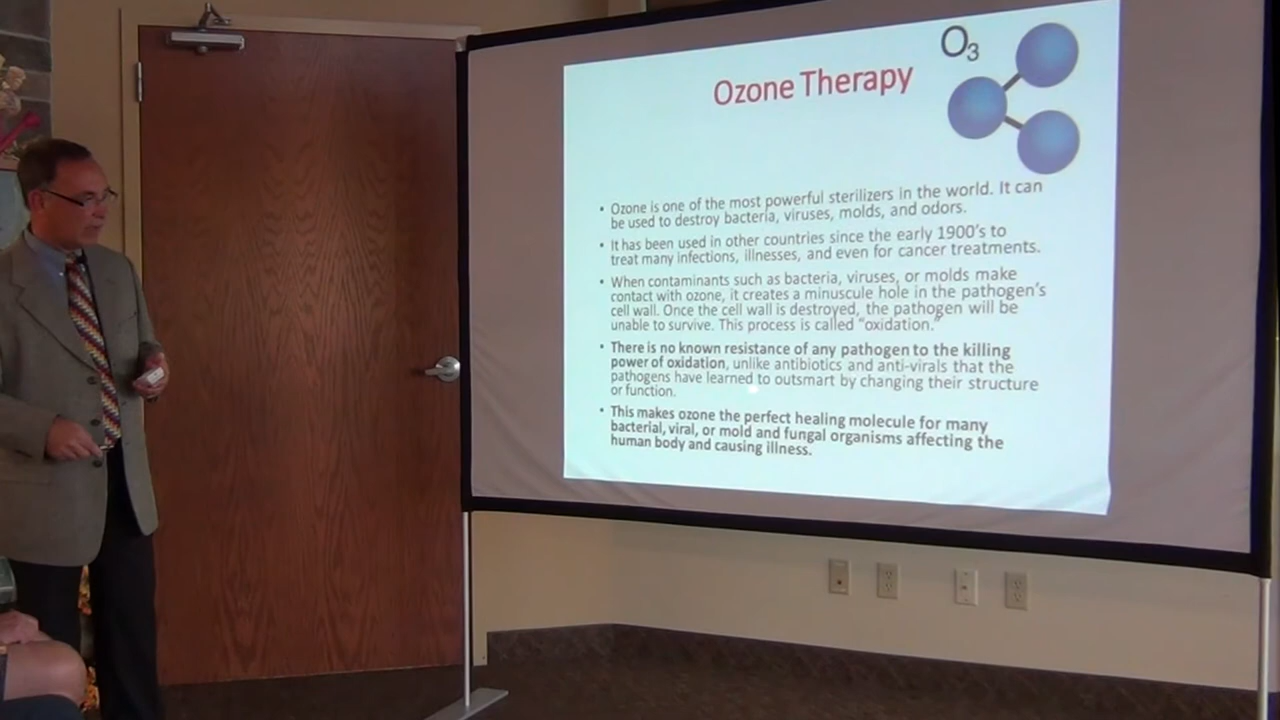 O3
Ozone Therapy
• Ozone is one of the most powerful sterilizers in the world. It can
be used to destroy bacteria, viruses, molds, and odors.
• It has been used in other countries since the early 1900's to
treat many infections, illnesses, and even for cancer treatments.
• When contaminants such as bacteria, viruses, or molds make
contact with ozone, it creates a minuscule hole in the pathogen's
cell wall. Once the cell wall is destroyed, the pathogen will be
unable to survive. This process is called "oxidation."
• There is no known resistance of any pathogen to the killing
power of oxidation, unlike antibiotics and anti-virals that the
pathogens have learned to outsmart by changing their structure
or function.
• This makes ozone the perfect healing molecule for many
bacterial, viral, or mold and fungal organisms affecting the
human body and causing illness.